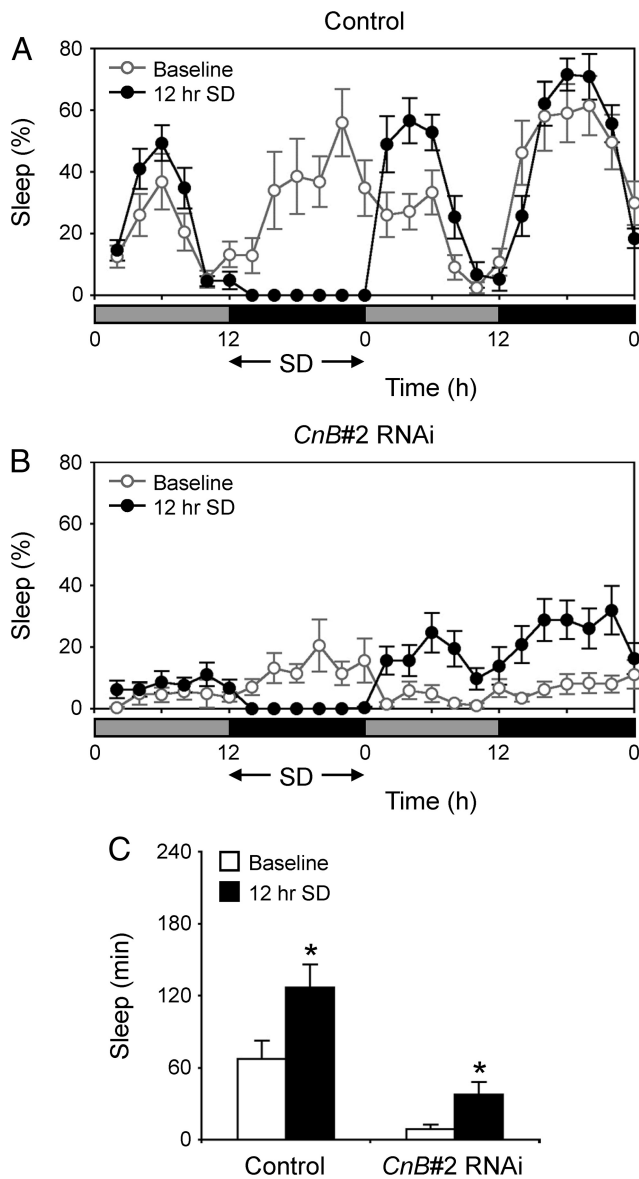 Control
A
80
Baseline
12 hr SD
60
40
20
0
Sleep (%)
0 12 0 12 0
SD
Time (h)
CnB#2 RNAi
B
80
Baseline
12 hr SD
60
40
20
0
Sleep (%)
0 12 0 12 0
SD
Time (h)
C
240
Baseline
12 hr SD
180
120
60
0
Sleep (min)
*
*
Control CnB#2 RNAi